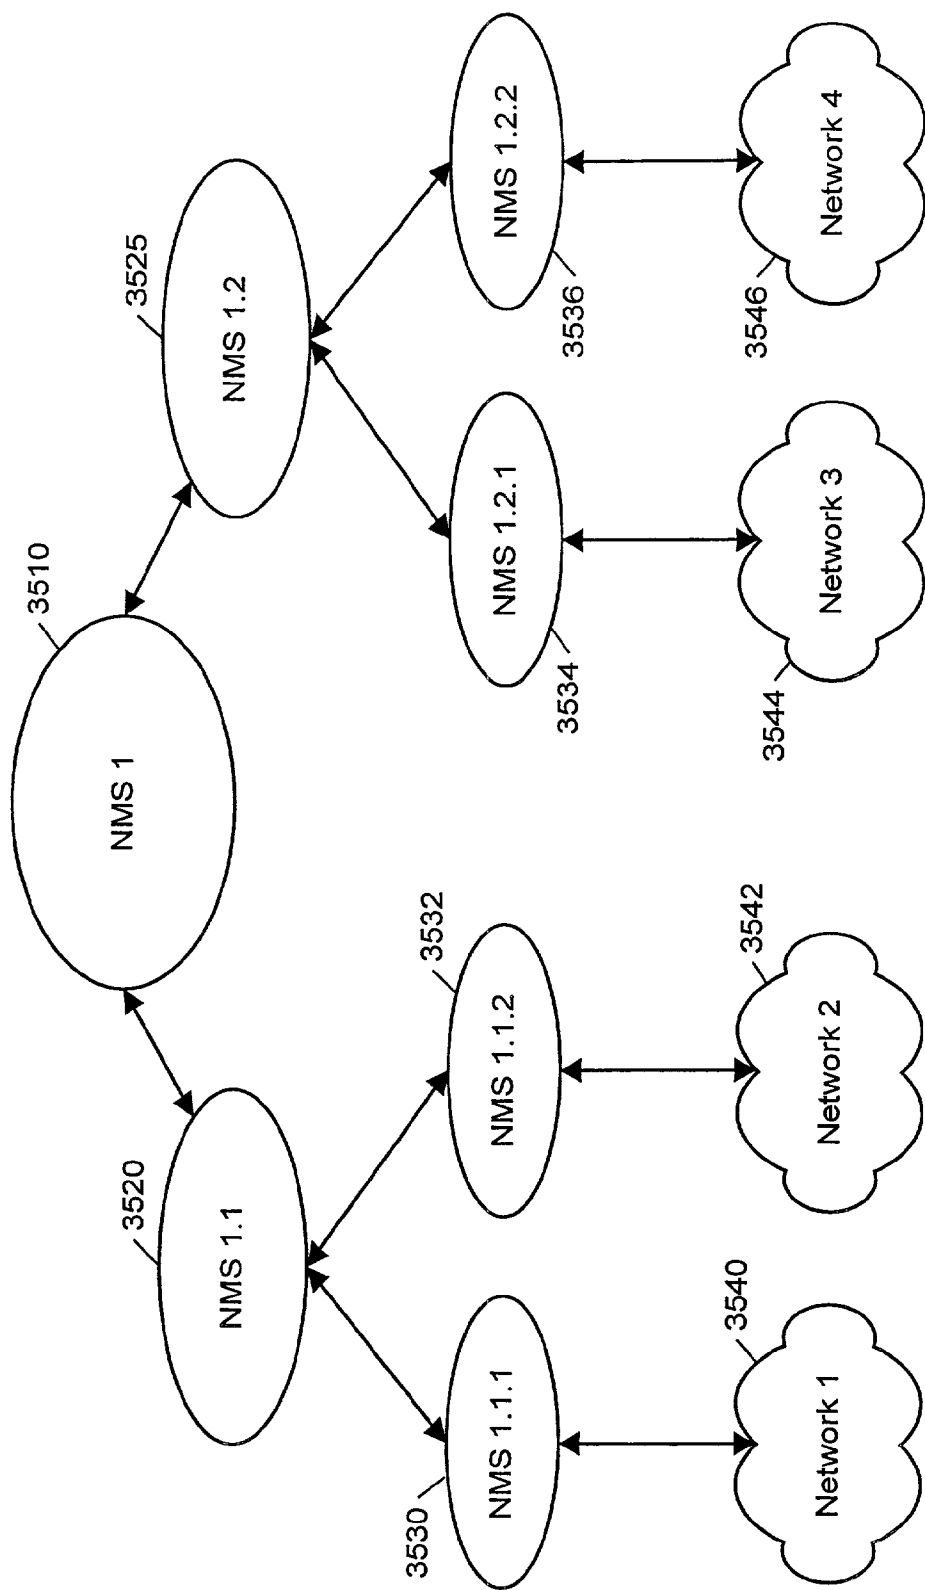 3510
NMS 1
3520
NMS 1.1
3525
NMS 1.2
3530
NMS 1.1.1
3532
NMS 1.1.2
3534
NMS 1.2.1
3536
NMS 1.2.2
3540
Network 1
3542
Network 2
3544
Network 3
3546
Network 4